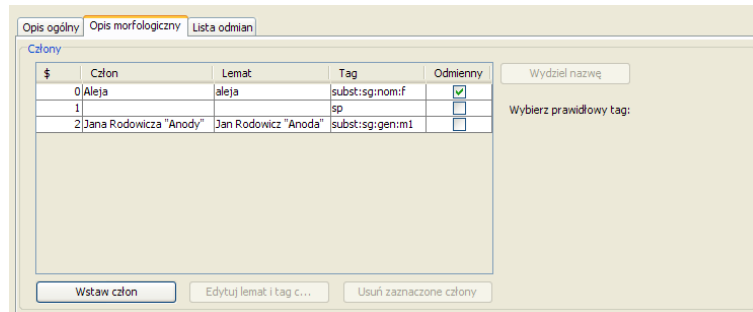 Opis ogólny Opis morfologiczny Lista odmian
Człony
$ Człon Lemat Tag Odmienny
0 Aleja aleja subst:sg:nom:f
1 sp
2 Jana Rodowicza "Anody" Jan Rodowicz "Anoda" subst:sg:gen:m1
Wydziel nazwę
Wybierz prawidłowy tag:
Wstaw człon Edytuj lemat i tag c... Usuń zaznaczone człony